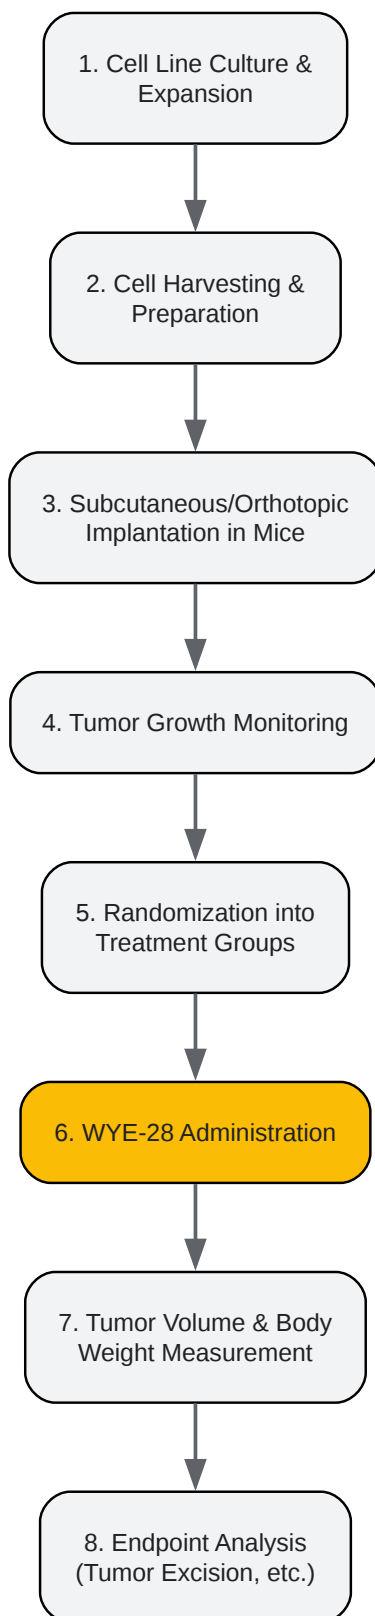 1. Cell Line Culture &
Expansion
2. Cell Harvesting &
Preparation
3. Subcutaneous/Orthotopic
Implantation in Mice
4. Tumor Growth Monitoring
5. Randomization into
Treatment Groups
6. WYE-28 Administration
7. Tumor Volume & Body
Weight Measurement
8. Endpoint Analysis
(Tumor Excision, etc.)